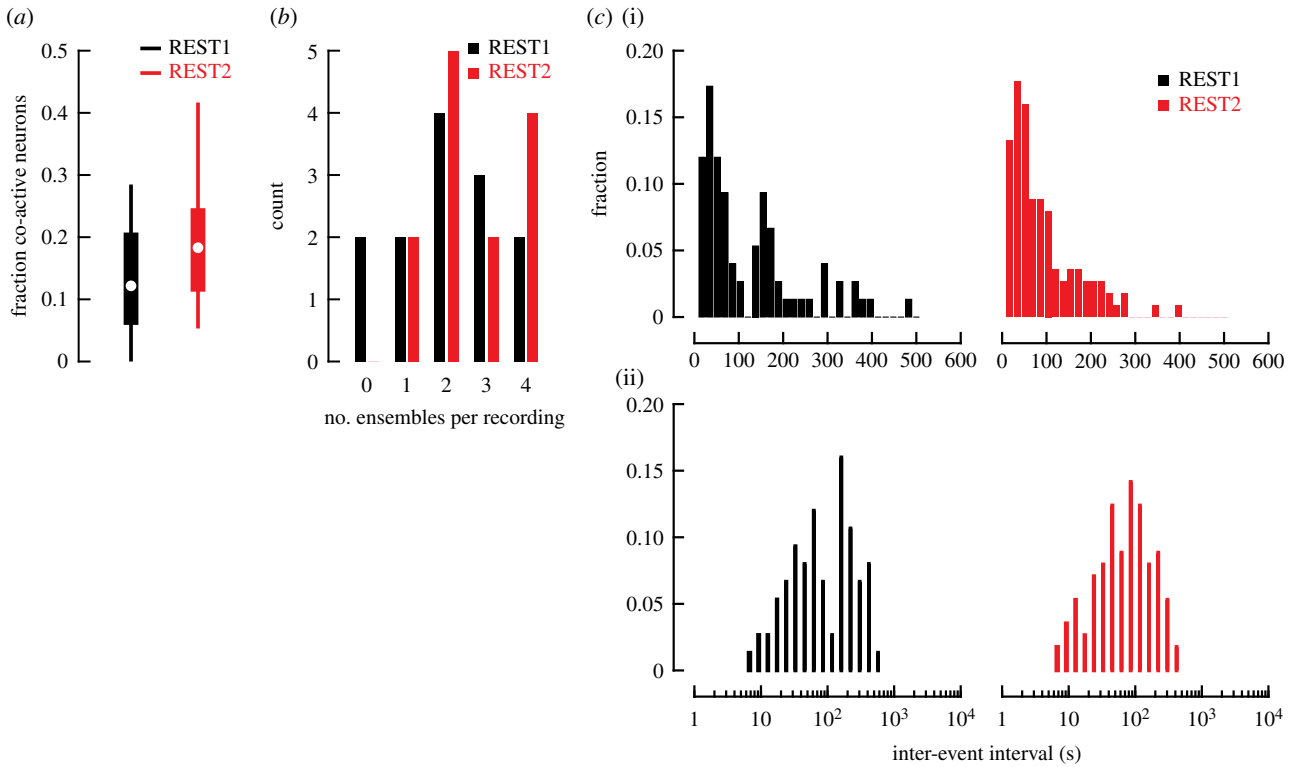 (a)
REST1
REST2
0.5
0.4
0.3
0.2
0.1
0
fraction co-active neurons
(b)
REST1
REST2
5
4
3
2
1
0
count
0 1 2 3 4
no. ensembles per recording
(c) (i)
REST1
REST2
0.20
0.15
0.10
0.05
0
fraction
0 100 200 300 400 500 600
0 100 200 300 400 500 600
(ii)
0.20
0.15
0.10
0.05
0
1 10 10² 10³ 10⁴
1 10 10² 10³ 10⁴
inter-event interval (s)